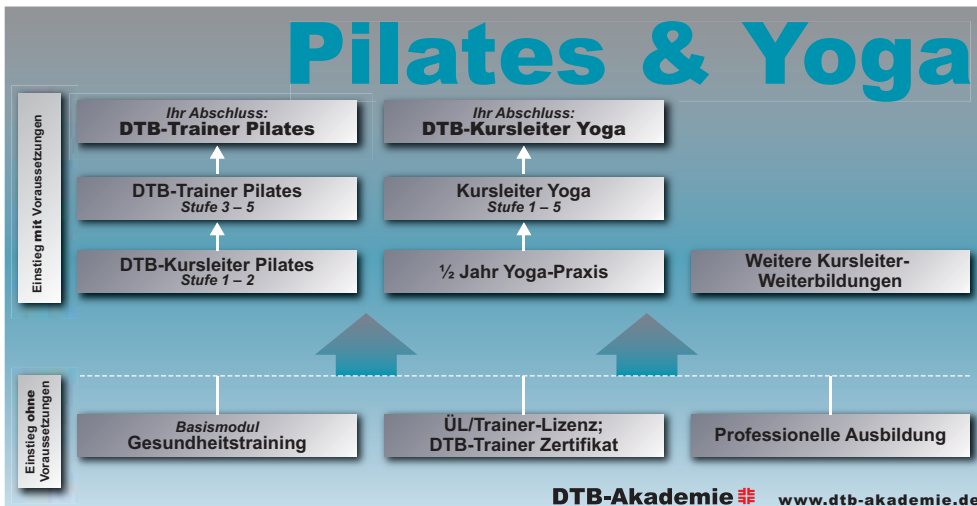 Pilates & Yoga
Einstieg mit Voraussetzungen
Ihr Abschluss:
DTB-Trainer Pilates
Ihr Abschluss:
DTB-Kursleiter Yoga
DTB-Trainer Pilates
Stufe 3 – 5
Kursleiter Yoga
Stufe 1 – 5
DTB-Kursleiter Pilates
Stufe 1 – 2
½ Jahr Yoga-Praxis
Weitere Kursleiter-
Weiterbildungen
Einstieg ohne
Voraussetzungen
Basismodul
Gesundheitstraining
ÜL/Trainer-Lizenz;
DTB-Trainer Zertifikat
Professionelle Ausbildung
DTB-Akademie
www.dtb-akademie.de